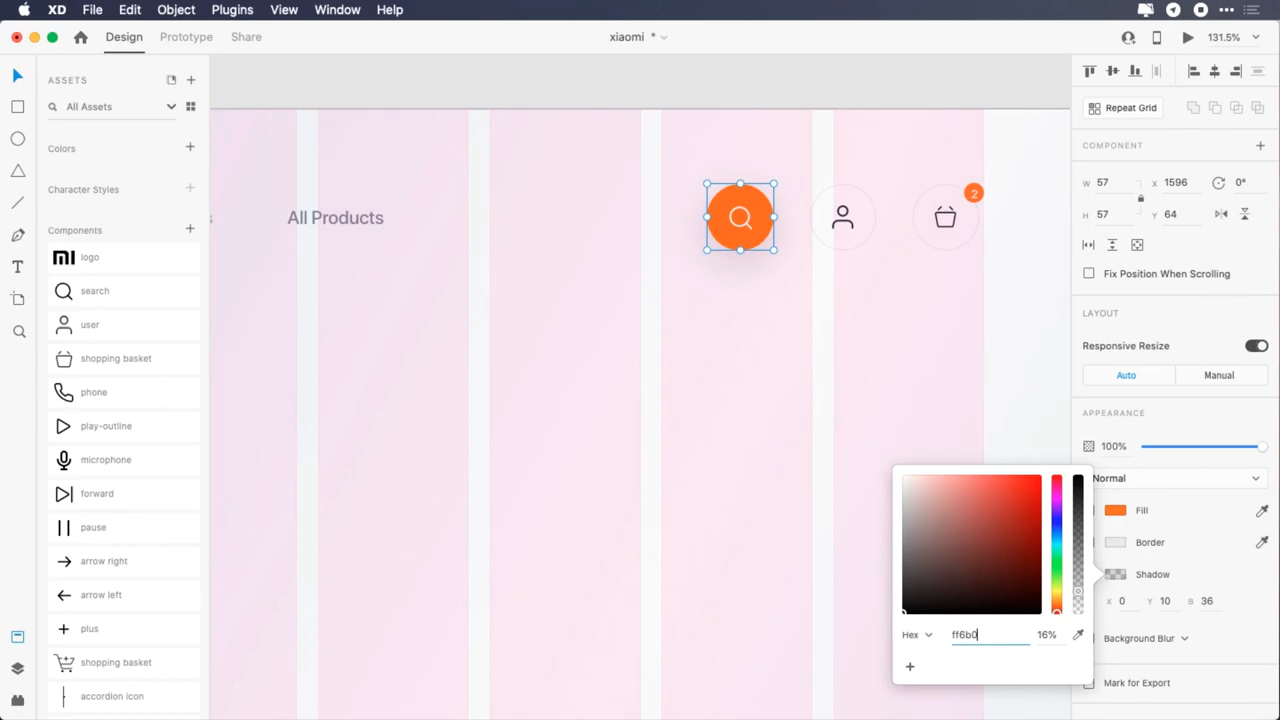 XD File Edit Object Plugins View Window Help
Design Prototype Share xiaomi * 131.5%
ASSETS
All Assets
Colors
Character Styles
Components
logo
search
user
shopping basket
phone
play-outline
microphone
forward
pause
arrow right
arrow left
plus
shopping basket
accordion icon
s All Products
2
Repeat Grid
COMPONENT
W 57 X 1596 0°
H 57 Y 64
Fix Position When Scrolling
LAYOUT
Responsive Resize
Auto Manual
APPEARANCE
100%
Normal
Fill
Border
Shadow
X 0 Y 10 B 36
Background Blur
Mark for Export
Hex ff6b0 16%